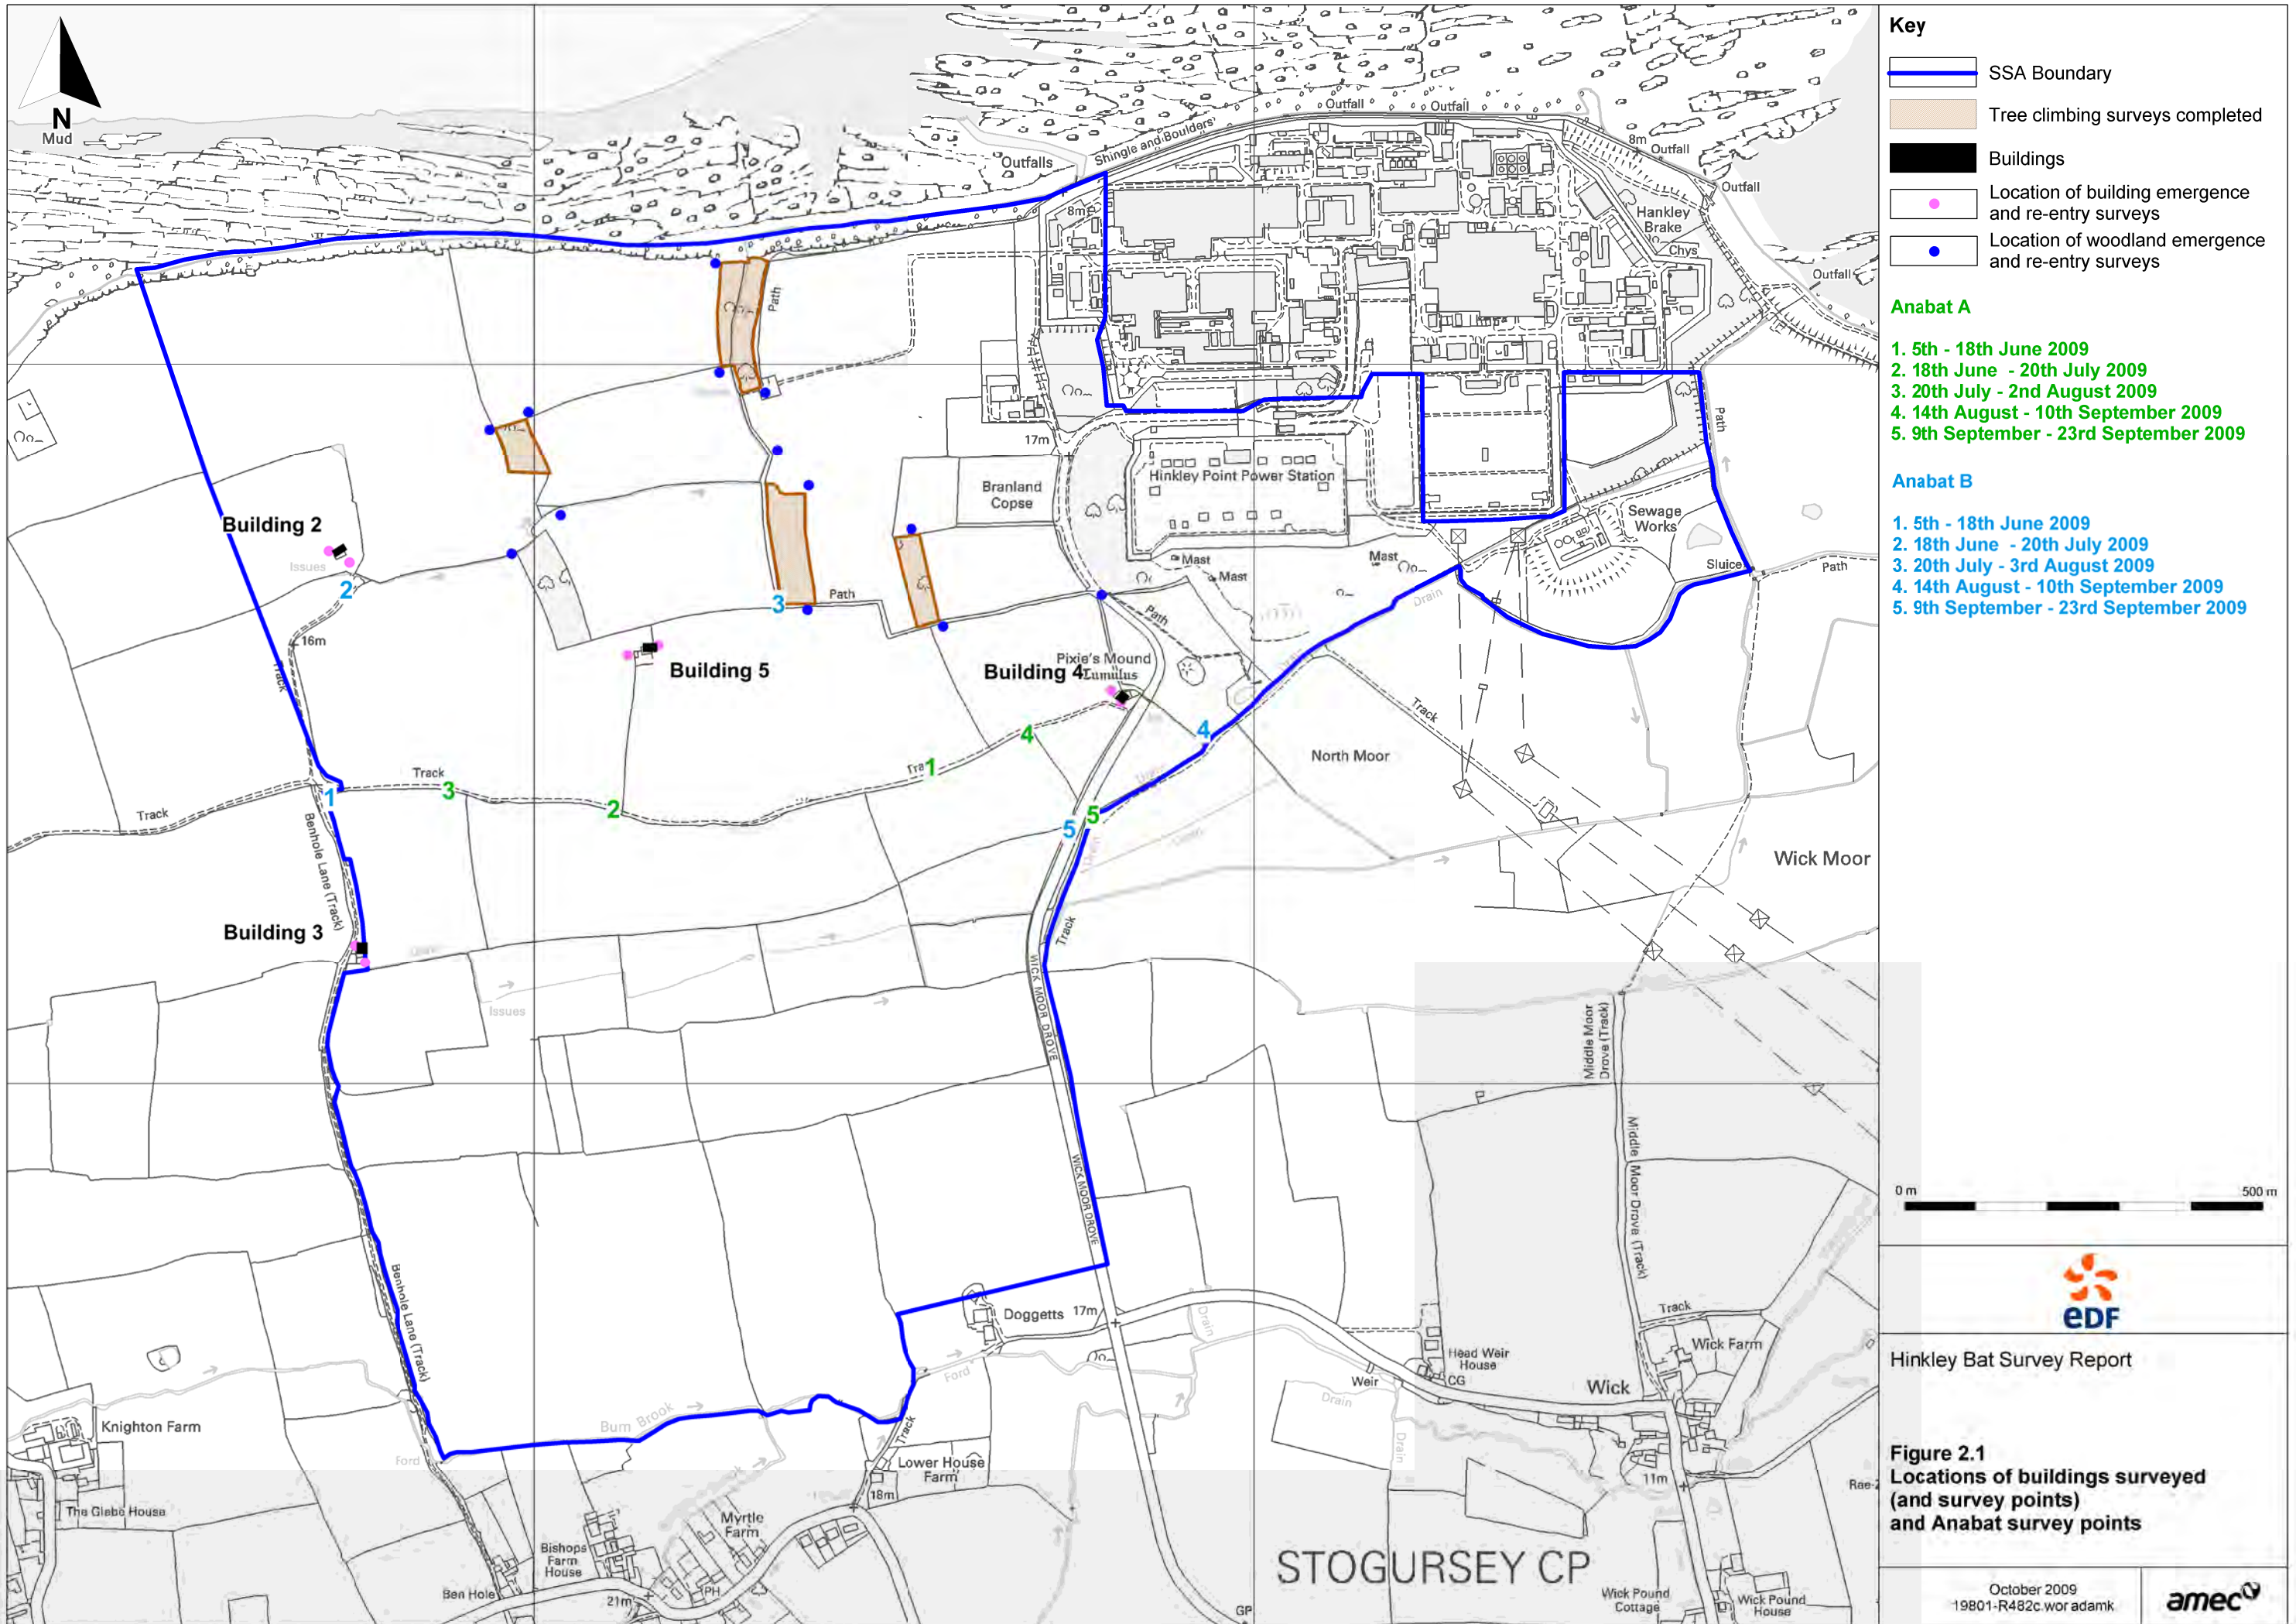 N
Mud
Outfalls
Shingle and Boulders
Outfall
Outfall
8m
Outfall
Outfall
Hankley
Brake
Chys
Outfall
8m
Path
17m
Branland
Copse
Hinkley Point Power Station
Path
Sewage
Works
Mast
Mast
Mast
Sluice
Path
Drain
Building 2
Issues
2
16m
Track
3
Path
Path
Building 5
Building 4
Pixie's Mound
Tumulus
4
4
North Moor
Track
Track
1
3
2
1
Track
5
5
Drain
Wick Moor
Benhole Lane (Track)
Building 3
Issues
Track
WICK MOOR DROVE
Middle Moor
Drove (Track)
Middle Moor Drove (Track)
WICK MOOR DROVE
Benhole Lane (Track)
Doggetts
17m
Drain
Ford
Track
Wick Farm
Head Weir
House
CG
Weir
Wick
Drain
Drain
Knighton Farm
Bum Brook
Ford
Track
Lower House
Farm
18m
11m
The Glebe House
Myrtle
Farm
Bishops
Farm
House
PH
Ben Hole
21m
STOGURSEY CP
GP
Wick Pound
Cottage
Wick Pound
House
Key
SSA Boundary
Tree climbing surveys completed
Buildings
Location of building emergence
and re-entry surveys
Location of woodland emergence
and re-entry surveys
Anabat A
1. 5th - 18th June 2009
2. 18th June - 20th July 2009
3. 20th July - 2nd August 2009
4. 14th August - 10th September 2009
5. 9th September - 23rd September 2009
Anabat B
1. 5th - 18th June 2009
2. 18th June - 20th July 2009
3. 20th July - 3rd August 2009
4. 14th August - 10th September 2009
5. 9th September - 23rd September 2009
0 m
500 m
eDF
Hinkley Bat Survey Report
Figure 2.1
Locations of buildings surveyed
(and survey points)
and Anabat survey points
October 2009
19801-R482c.wor adamk
amec